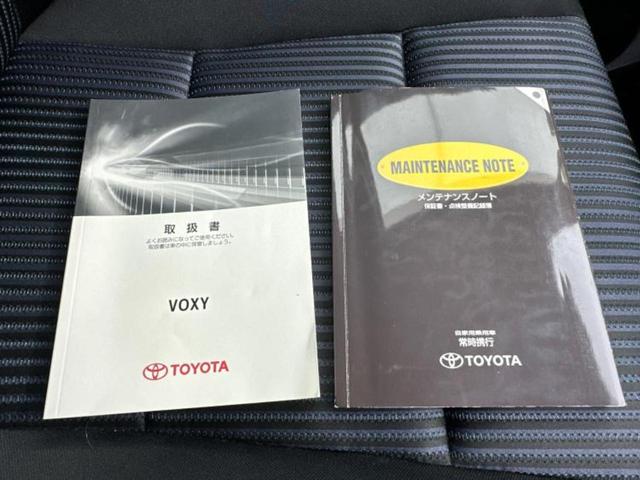 取扱書
よくお読みになってご使用ください。
取扱書は車の中に保管しましょう。
VOXY
TOYOTA
MAINTENANCE NOTE
メンテナンスノート
保証書・点検整備記録簿
自家用乗用車
常時携行
TOYOTA